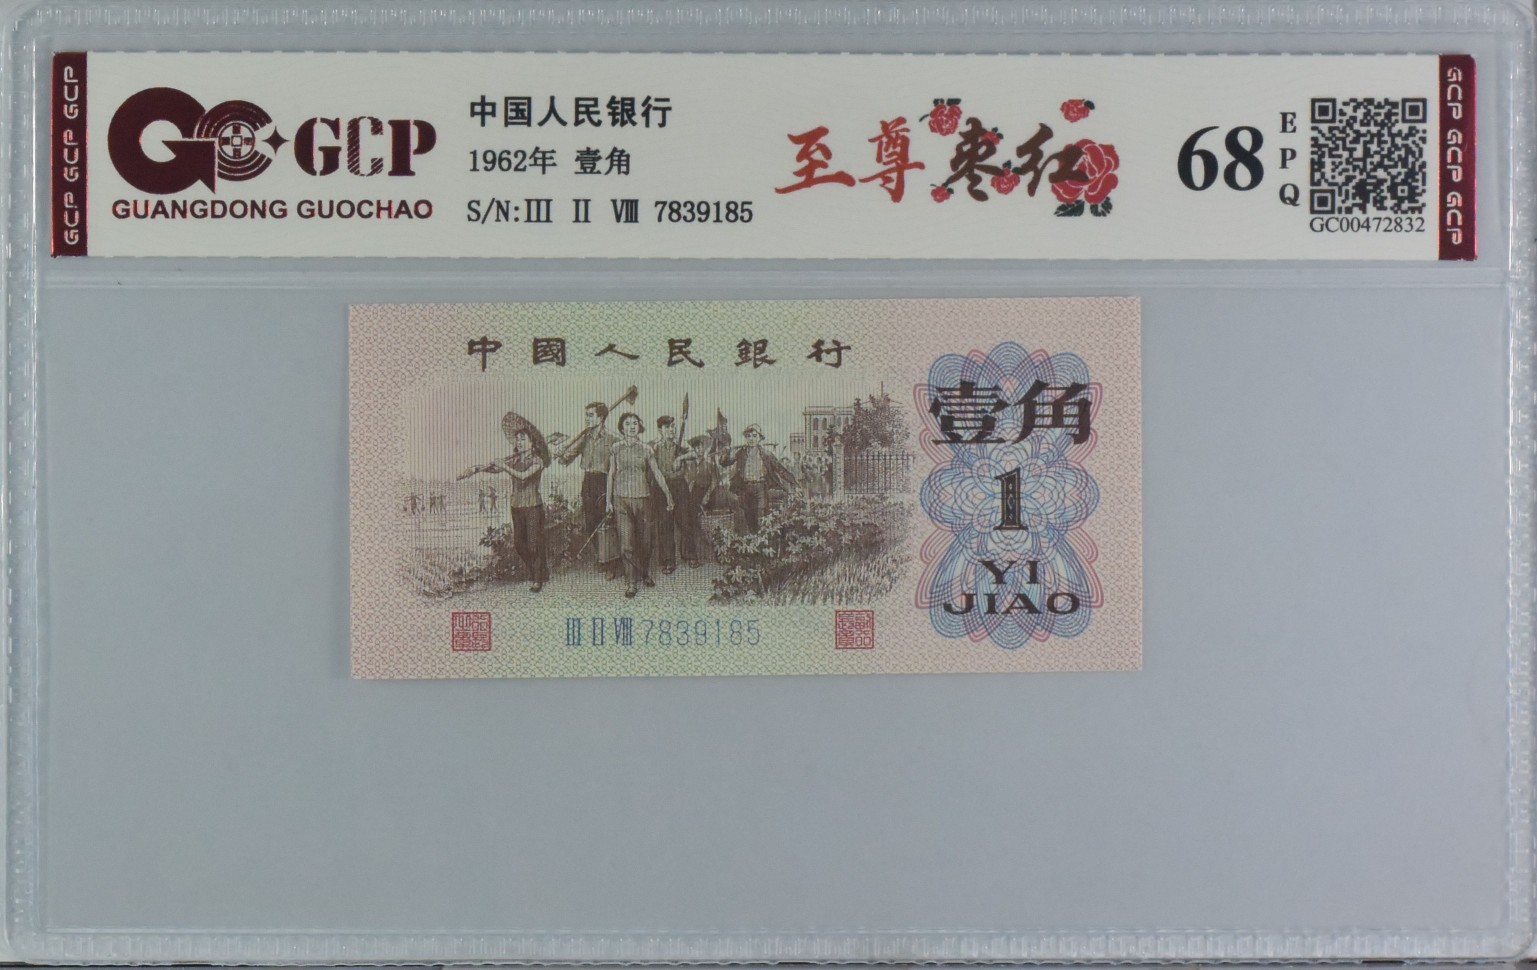 GCP GCP GCP
GCP
GUANGDONG GUOCHAO
中国人民银行
1962年 壹角
S/N:Ⅲ Ⅱ Ⅷ 7839185
至尊枣红
68
EPQ
GC00472832
GCP GCP GCP
中國人民銀行
壹角
1
YI
JIAO
Ⅲ Ⅱ Ⅷ 7839185